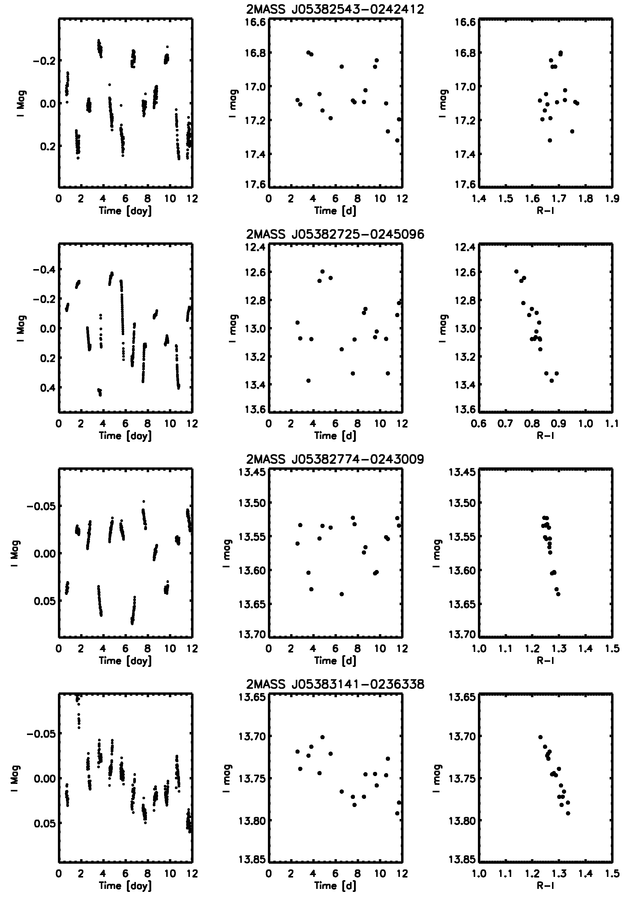 2MASS J05382543-0242412
I Mag
-0.2
0.0
0.2
0 2 4 6 8 10 12
Time [day]
I mag
16.6
16.8
17.0
17.2
17.4
17.6
0 2 4 6 8 10 12
Time [d]
I mag
16.6
16.8
17.0
17.2
17.4
17.6
1.4 1.5 1.6 1.7 1.8 1.9
R-I
2MASS J05382725-0245096
I Mag
-0.4
-0.2
0.0
0.2
0.4
0 2 4 6 8 10 12
Time [day]
I mag
12.4
12.6
12.8
13.0
13.2
13.4
13.6
0 2 4 6 8 10 12
Time [d]
I mag
12.4
12.6
12.8
13.0
13.2
13.4
13.6
0.6 0.7 0.8 0.9 1.0 1.1
R-I
2MASS J05382774-0243009
I Mag
-0.05
0.00
0.05
0 2 4 6 8 10 12
Time [day]
I mag
13.45
13.50
13.55
13.60
13.65
13.70
0 2 4 6 8 10 12
Time [d]
I mag
13.45
13.50
13.55
13.60
13.65
13.70
1.0 1.1 1.2 1.3 1.4 1.5
R-I
2MASS J05383141-0236338
I Mag
-0.05
0.00
0.05
0 2 4 6 8 10 12
Time [day]
I mag
13.65
13.70
13.75
13.80
13.85
0 2 4 6 8 10 12
Time [d]
I mag
13.65
13.70
13.75
13.80
13.85
1.0 1.1 1.2 1.3 1.4 1.5
R-I